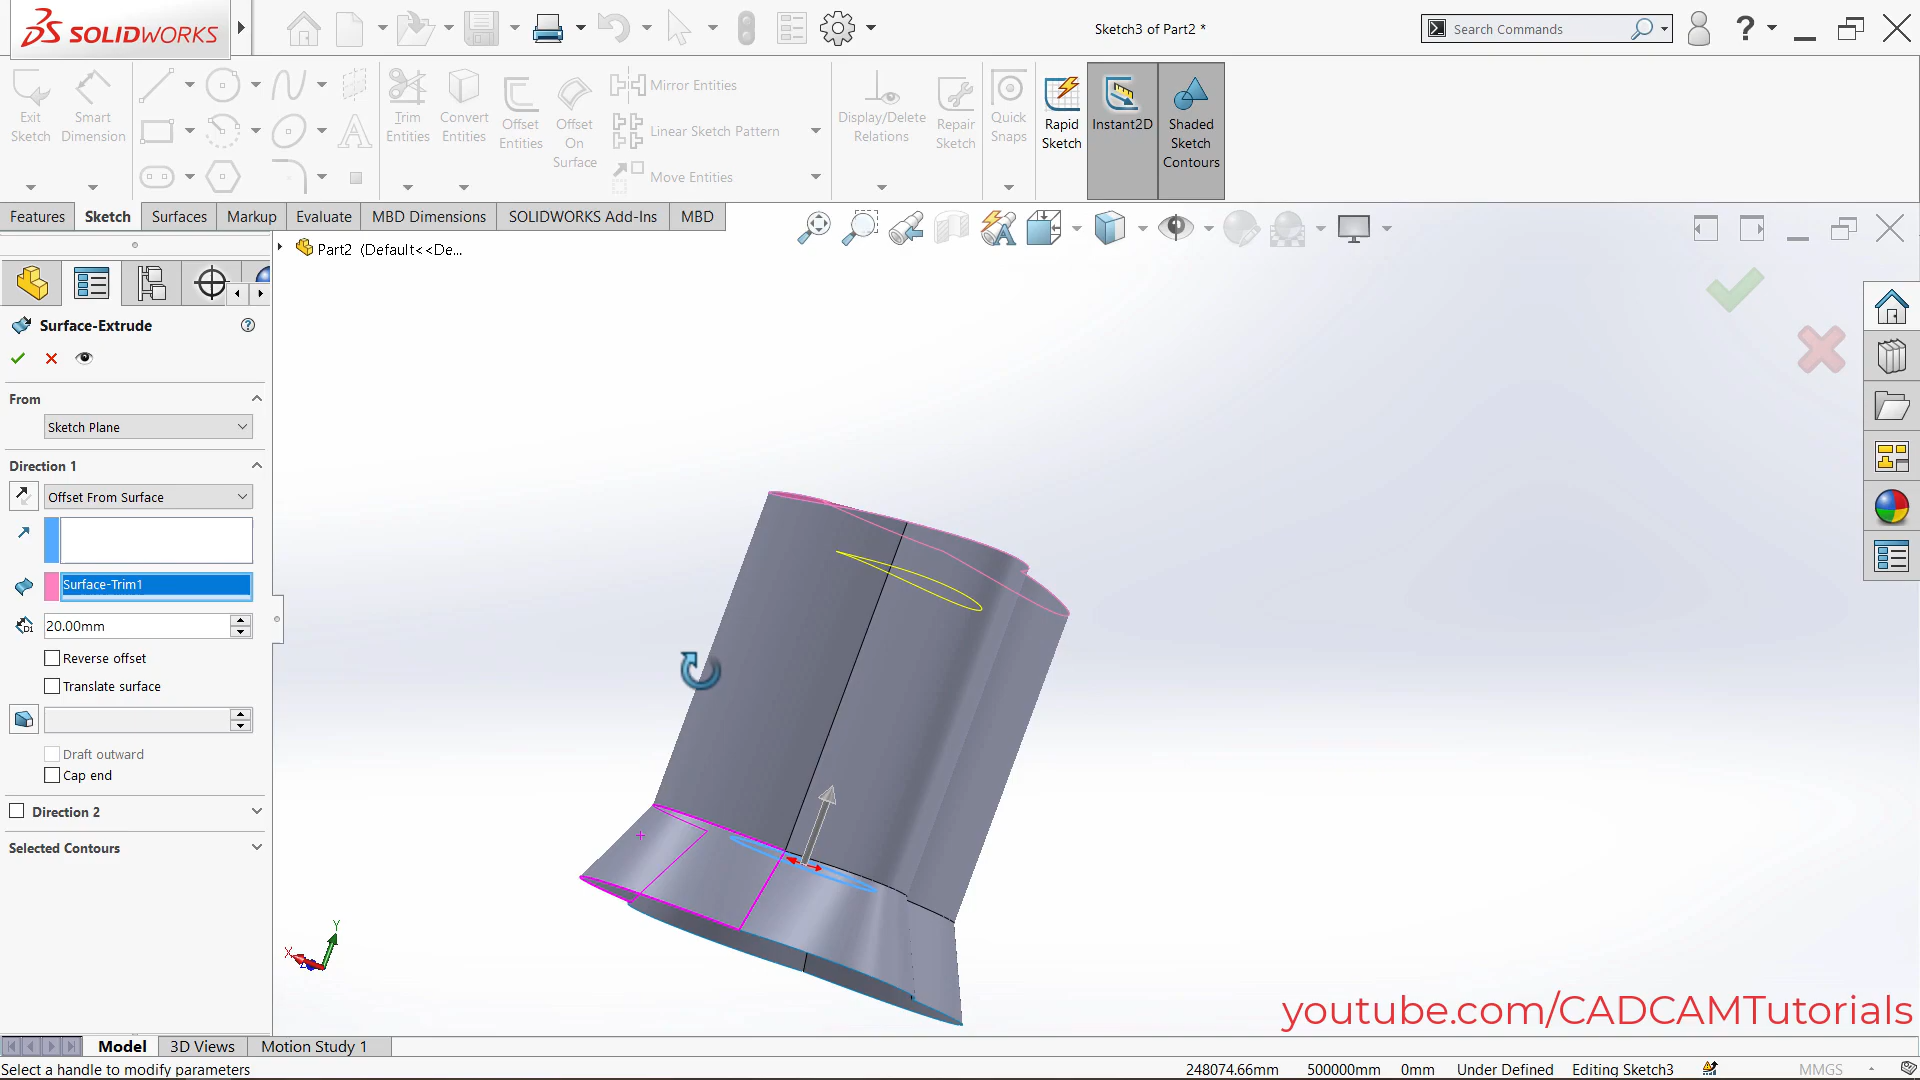 SOLIDWORKS
Sketch3 of Part2 *
Search Commands
Exit Sketch
Smart Dimension
Trim Entities
Convert Entities
Offset Entities
Offset On Surface
Mirror Entities
Linear Sketch Pattern
Move Entities
Display/Delete Relations
Repair Sketch
Quick Snaps
Rapid Sketch
Instant2D
Shaded Sketch Contours
Features Sketch Surfaces Markup Evaluate MBD Dimensions SOLIDWORKS Add-Ins MBD
Part2 (Default<<De...
Surface-Extrude
From
Sketch Plane
Direction 1
Offset From Surface
Surface-Trim1
20.00mm
Reverse offset
Translate surface
Draft outward
Cap end
Direction 2
Selected Contours
Y
X
youtube.com/CADCAMTutorials
Model 3D Views Motion Study 1
Select a handle to modify parameters
248074.66mm 500000mm 0mm Under Defined Editing Sketch3 MMGS